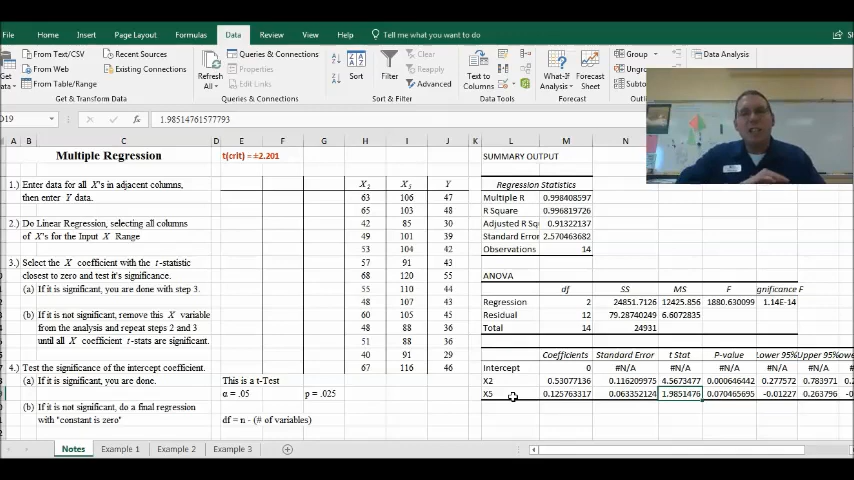 File Insert Page Layout Formulas Data Review View Help Tell me what you want to do
From Text/CSV Recent Sources Queries & Connections Clear Group Data Analysis
From Web Existing Connections Properties Reapply
From Table/Range Edit Links Advanced
Refresh All Sort Filter Text to Columns What-If Analysis Forecast Sheet
Get & Transform Data Queries & Connections Sort & Filter Data Tools Forecast
1.98514761577793
A B C D E F G H I J K L M N
Multiple Regression t(crit) = ±2.201 SUMMARY OUTPUT
1.) Enter data for all X's in adjacent columns, X2 X5 Y Regression Statistics
then enter Y data. 63 106 47 Multiple R 0.998408597
65 103 48 R Square 0.996819726
2.) Do Linear Regression, selecting all columns 42 85 30 Adjusted R Squ 0.91322137
of X's for the Input X Range 49 101 39 Standard Error 2.570463682
53 104 42 Observations 14
3.) Select the X coefficient with the t-statistic 57 91 43
closest to zero and test it's significance. 68 120 55 ANOVA
(a) If it is significant, you are done with step 3. 55 110 44 df SS MS F ignificance F
48 107 43 Regression 2 24851.7126 12425.856 1880.630099 1.14E-14
(b) If it is not significant, remove this X variable 60 105 45 Residual 12 79.28740249 6.6072835
from the analysis and repeat steps 2 and 3 48 88 36 Total 14 24931
until all X coefficient t-stats are significant. 51 88 36
40 91 29 Coefficients Standard Error t Stat P-value Lower 95% Upper 95%
4.) Test the significance of the intercept coefficient. 67 116 46 Intercept 0 #N/A #N/A #N/A #N/A #N/A
(a) If it is significant, you are done. This is a t-Test X2 0.53077136 0.116209975 4.5673477 0.000646442 0.277572 0.783971
α = .05 p = .025 X5 0.125763317 0.063352124 1.9851476 0.070465695 -0.01227 0.263796
(b) If it is not significant, do a final regression
with "constant is zero" df = n - (# of variables)
Notes Example 1 Example 2 Example 3